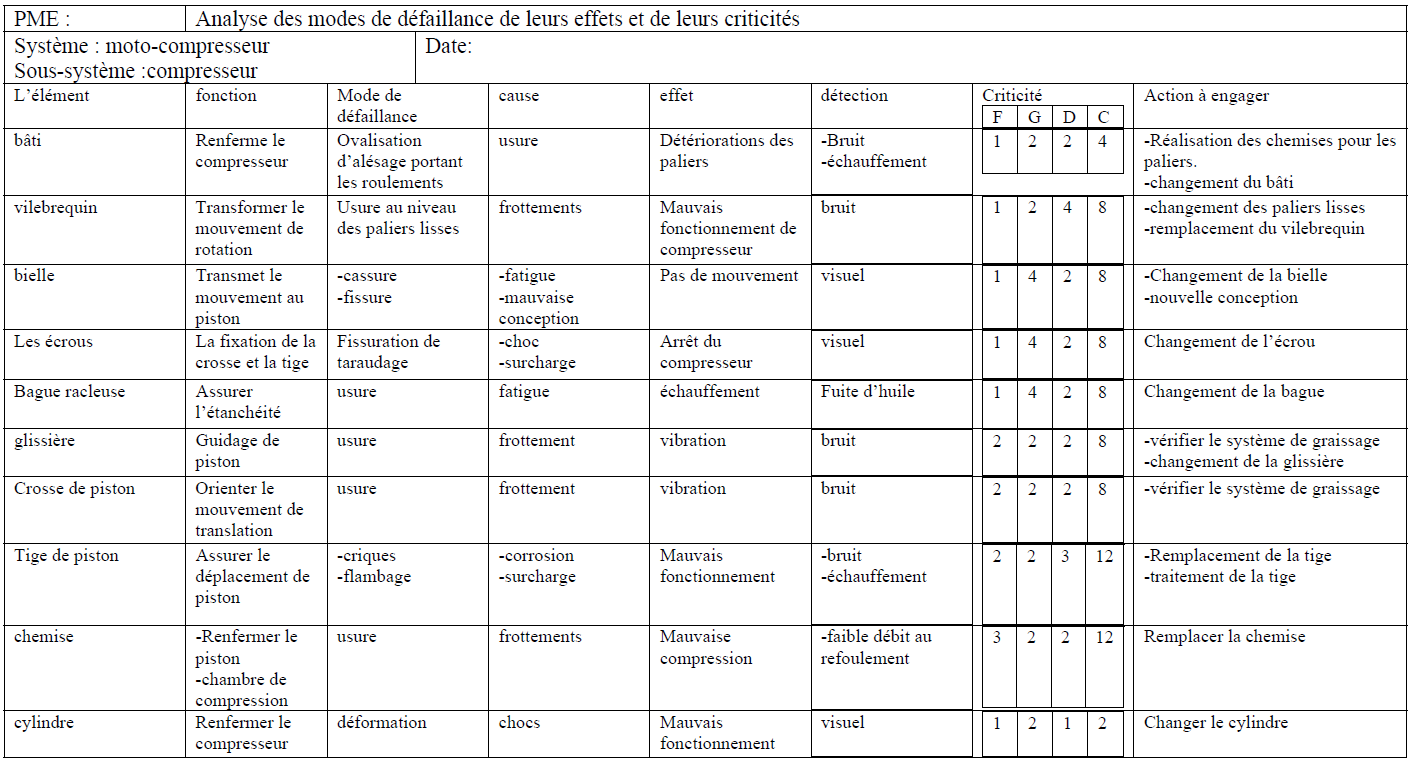 PME : Analyse des modes de défaillance de leurs effets et de leurs criticités
Système : moto-compresseur
Sous-système :compresseur
Date:
L’élément
fonction
Mode de
défaillance
cause
effet
détection
Criticité
F G D C
Action à engager
bâti
Renferme le
compresseur
Ovalisation
d’alésage portant
les roulements
usure
Détériorations des
paliers
-Bruit
-échauffement
1 2 2 4
-Réalisation des chemises pour les
paliers.
-changement du bâti
vilebrequin
Transformer le
mouvement de
rotation
Usure au niveau
des paliers lisses
frottements
Mauvais
fonctionnement de
compresseur
bruit
1 2 4 8
-changement des paliers lisses
-remplacement du vilebrequin
bielle
Transmet le
mouvement au
piston
-cassure
-fissure
-fatigue
-mauvaise
conception
Pas de mouvement
visuel
1 4 2 8
-Changement de la bielle
-nouvelle conception
Les écrous
La fixation de la
crosse et la tige
Fissuration de
taraudage
-choc
-surcharge
Arrêt du
compresseur
visuel
1 4 2 8
Changement de l’écrou
Bague racleuse
Assurer
l’étanchéité
usure
fatigue
échauffement
Fuite d’huile
1 4 2 8
Changement de la bague
glissière
Guidage de
piston
usure
frottement
vibration
bruit
2 2 2 8
-vérifier le système de graissage
-changement de la glissière
Crosse de piston
Orienter le
mouvement de
translation
usure
frottement
vibration
bruit
2 2 2 8
-vérifier le système de graissage
Tige de piston
Assurer le
déplacement de
piston
-criques
-flambage
-corrosion
-surcharge
Mauvais
fonctionnement
-bruit
-échauffement
2 2 3 12
-Remplacement de la tige
-traitement de la tige
chemise
-Renfermer le
piston
-chambre de
compression
usure
frottements
Mauvaise
compression
-faible débit au
refoulement
3 2 2 12
Remplacer la chemise
cylindre
Renfermer le
compresseur
déformation
chocs
Mauvais
fonctionnement
visuel
1 2 1 2
Changer le cylindre